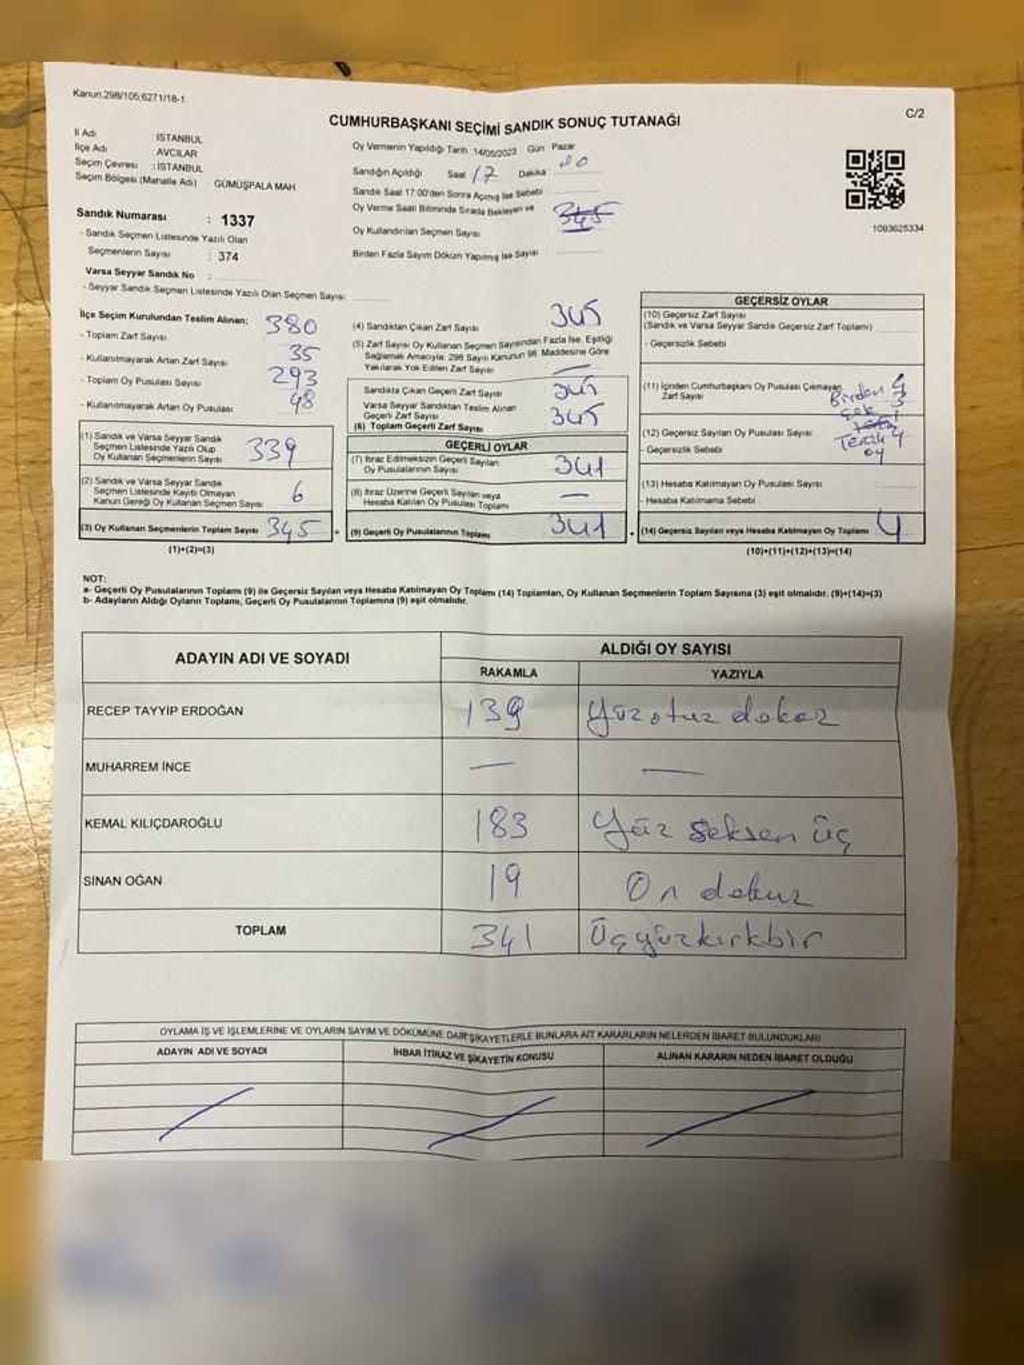 Kanun:298/105;6271/18-1
C/2
CUMHURBAŞKANI SEÇİMİ SANDIK SONUÇ TUTANAĞI
İl Adı : İSTANBUL
İlçe Adı : AVCILAR
Seçim Çevresi : İSTANBUL
Seçim Bölgesi (Mahalle Adı) GÜMÜŞPALA MAH.
Sandık Numarası : 1337
- Sandık Seçmen Listesinde Yazılı Olan
Seçmenlerin Sayısı : 374
Varsa Seyyar Sandık No :
- Seyyar Sandık Seçmen Listesinde Yazılı Olan Seçmen Sayısı:
Oy Vermenin Yapıldığı Tarih :14/05/2023 Gün Pazar
Sandığın Açıldığı Saat 17 Dakika 00
Sandık Saat 17:00'den Sonra Açılmış İse Sebebi
Oy Verme Saati Bitiminde Sırada Bekleyen ve
Oy Kullandırılan Seçmen Sayısı
345
Birden Fazla Sayım Döküm Yapılmış İse Sayısı
1093625334
İlçe Seçim Kurulundan Teslim Alınan;
- Toplam Zarf Sayısı 380
- Kullanılmayarak Artan Zarf Sayısı 35
- Toplam Oy Pusulası Sayısı 293
- Kullanılmayarak Artan Oy Pusulası 48
(1) Sandık ve Varsa Seyyar Sandık
Seçmen Listesinde Yazılı Olup
Oy Kullanan Seçmenlerin Sayısı 339
(2) Sandık ve Varsa Seyyar Sandık
Seçmen Listesinde Kayıtlı Olmayan
Kanun Gereği Oy Kullanan Seçmen Sayısı 6
(3) Oy Kullanan Seçmenlerin Toplam Sayısı 345 =
(1)+(2)=(3)
(4) Sandıktan Çıkan Zarf Sayısı 345
(5) Zarf Sayısı Oy Kullanan Seçmen Sayısından Fazla İse, Eşitliği
Sağlamak Amacıyla; 298 Sayılı Kanunun 98. Maddesine Göre
Yakılarak Yok Edilen Zarf Sayısı —
Sandıkta Çıkan Geçerli Zarf Sayısı 345
Varsa Seyyar Sandıktan Teslim Alınan
Geçerli Zarf Sayısı
(6) Toplam Geçerli Zarf Sayısı 345
GEÇERLİ OYLAR
(7) İtiraz Edilmeksizin Geçerli Sayılan
Oy Pusulalarının Sayısı 341
(8) İtiraz Üzerine Geçerli Sayılan veya
Hesaba Katılan Oy Pusulası Toplamı —
(9) Geçerli Oy Pusulalarının Toplamı 341 +
GEÇERSİZ OYLAR
(10) Geçersiz Zarf Sayısı
(Sandık ve Varsa Seyyar Sandık Geçersiz Zarf Toplamı)
- Geçersizlik Sebebi
(11) İçinden Cumhurbaşkanı Oy Pusulası Çıkmayan
Zarf Sayısı
Birden
(12) Geçersiz Sayılan Oy Pusulası Sayısı 4
- Geçersizlik Sebebi
oy
(13) Hesaba Katılmayan Oy Pusulası Sayısı
- Hesaba Katılmama Sebebi
(14) Geçersiz Sayılan veya Hesaba Katılmayan Oy Toplamı 4
(10)+(11)+(12)+(13)=(14)
NOT:
a- Geçerli Oy Pusulalarının Toplamı (9) ile Geçersiz Sayılan veya Hesaba Katılmayan Oy Toplamı (14) Toplamları, Oy Kullanan Seçmenlerin Toplam Sayısına (3) eşit olmalıdır. (9)+(14)=(3)
b- Adayların Aldığı Oyların Toplamı, Geçerli Oy Pusulalarının Toplamına (9) eşit olmalıdır.
ADAYIN ADI VE SOYADI
ALDIĞI OY SAYISI
RAKAMLA YAZIYLA
RECEP TAYYİP ERDOĞAN 139 Yüzotuz dokoz
MUHARREM İNCE — —
KEMAL KILIÇDAROĞLU 183 Yüz seksen üç
SİNAN OĞAN 19 On dokuz
TOPLAM 341 Üçyüzkırkbir
OYLAMA İŞ VE İŞLEMLERİNE VE OYLARIN SAYIM VE DÖKÜMÜNE DAİR ŞİKAYETLERLE BUNLARA AİT KARARLARIN NELERDEN İBARET BULUNDUKLARI
ADAYIN ADI VE SOYADI İHBAR İTİRAZ VE ŞİKAYETİN KONUSU ALINAN KARARIN NEDEN İBARET OLDUĞU